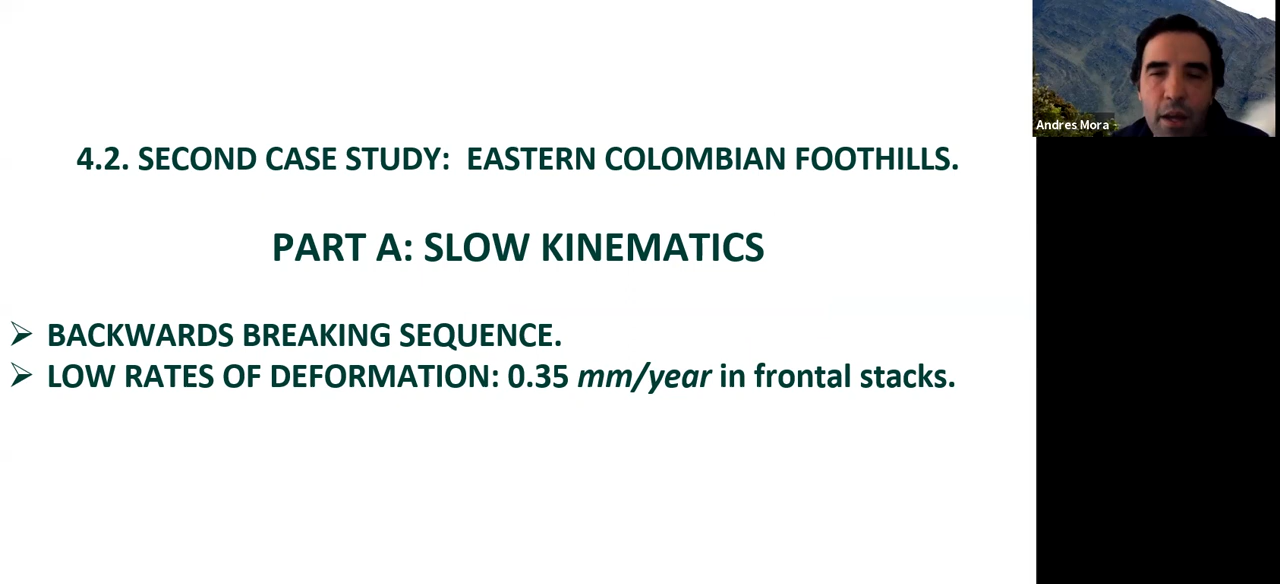 4.2. SECOND CASE STUDY: EASTERN COLOMBIAN FOOTHILLS.
PART A: SLOW KINEMATICS
➢ BACKWARDS BREAKING SEQUENCE.
➢ LOW RATES OF DEFORMATION: 0.35 mm/year in frontal stacks.
Andres Mora